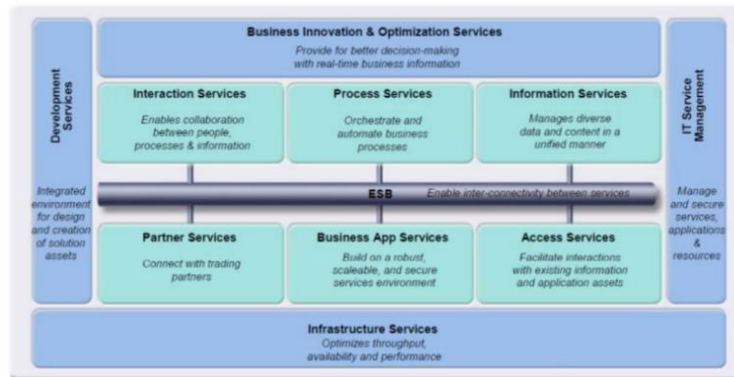 Business Innovation & Optimization Services
Provide for better decision-making
with real-time business information
Development
Services
Integrated
environment
for design
and creation
of solution
assets
Interaction Services
Enables collaboration
between people,
processes & information
Process Services
Orchestrate and
automate business
processes
Information Services
Manages diverse
data and content in a
unified manner
IT Service
Management
Manage
and secure
services,
applications
&
resources
ESB
Enable inter-connectivity between services
Partner Services
Connect with trading
partners
Business App Services
Build on a robust,
scaleable, and secure
services environment
Access Services
Facilitate interactions
with existing information
and application assets
Infrastructure Services
Optimizes throughput,
availability and performance